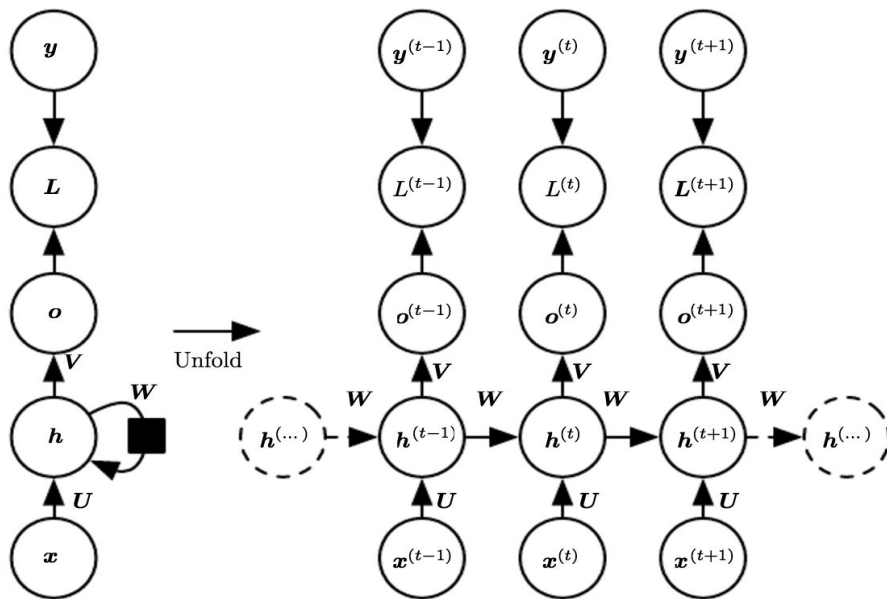 y y^(t−1) y^(t) y^(t+1)
L L^(t−1) L^(t) L^(t+1)
o o^(t−1) o^(t) o^(t+1)
Unfold
V V V V
W W W W W
h h^(...) h^(t−1) h^(t) h^(t+1) h^(...)
U U U U
x x^(t−1) x^(t) x^(t+1)